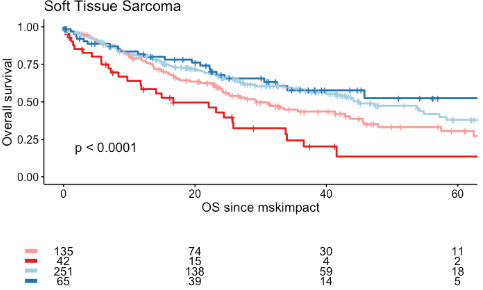 Soft Tissue Sarcoma
1.00
0.75
0.50
0.25
0.00
Overall survival
p < 0.0001
0 20 40 60
OS since mskimpact
135 74 30 11
42 15 4 2
251 138 59 18
65 39 14 5